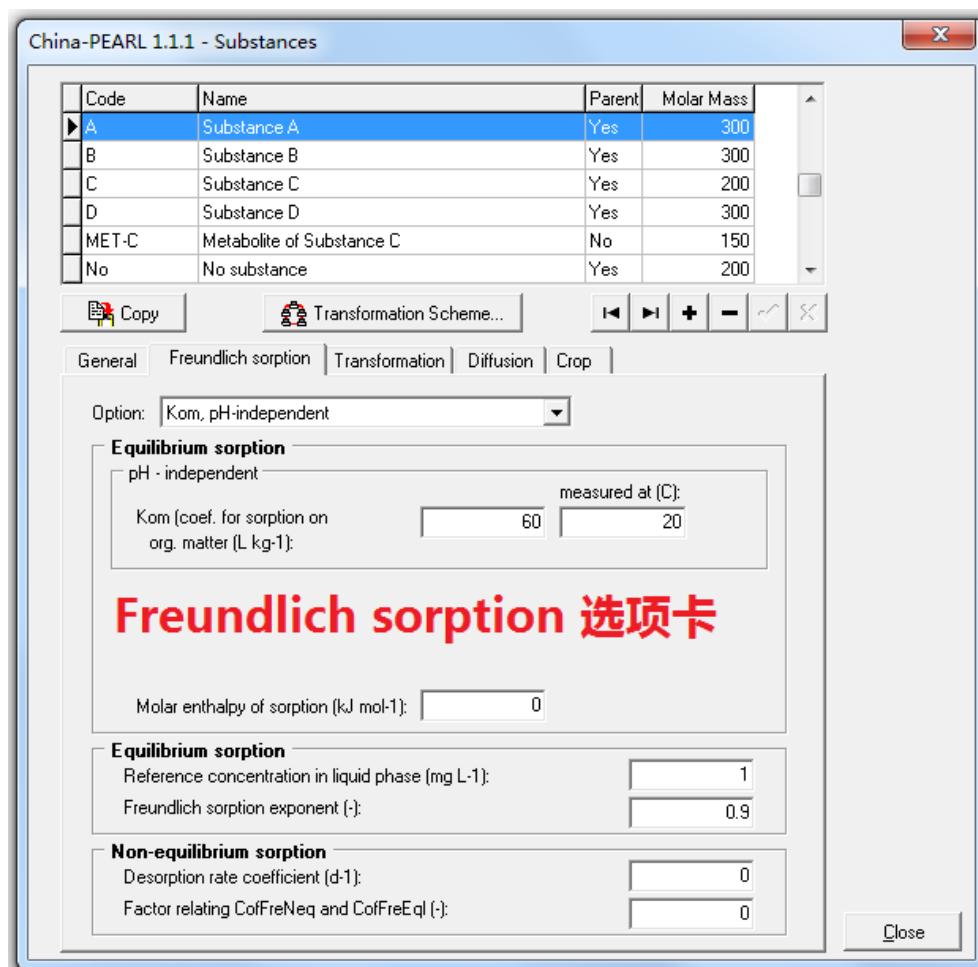 China-PEARL 1.1.1 - Substances
Code Name Parent Molar Mass
A Substance A Yes 300
B Substance B Yes 300
C Substance C Yes 200
D Substance D Yes 300
MET-C Metabolite of Substance C No 150
No No substance Yes 200
Copy Transformation Scheme...
General Freundlich sorption Transformation Diffusion Crop
Option: Kom, pH-independent
Equilibrium sorption
pH - independent
measured at (C):
Kom (coef. for sorption on 60 20
org. matter (L kg-1):
Freundlich sorption 选项卡
Molar enthalpy of sorption (kJ mol-1): 0
Equilibrium sorption
Reference concentration in liquid phase (mg L-1): 1
Freundlich sorption exponent (-): 0.9
Non-equilibrium sorption
Desorption rate coefficient (d-1): 0
Factor relating CofFreNeq and CofFreEql (-): 0
Close